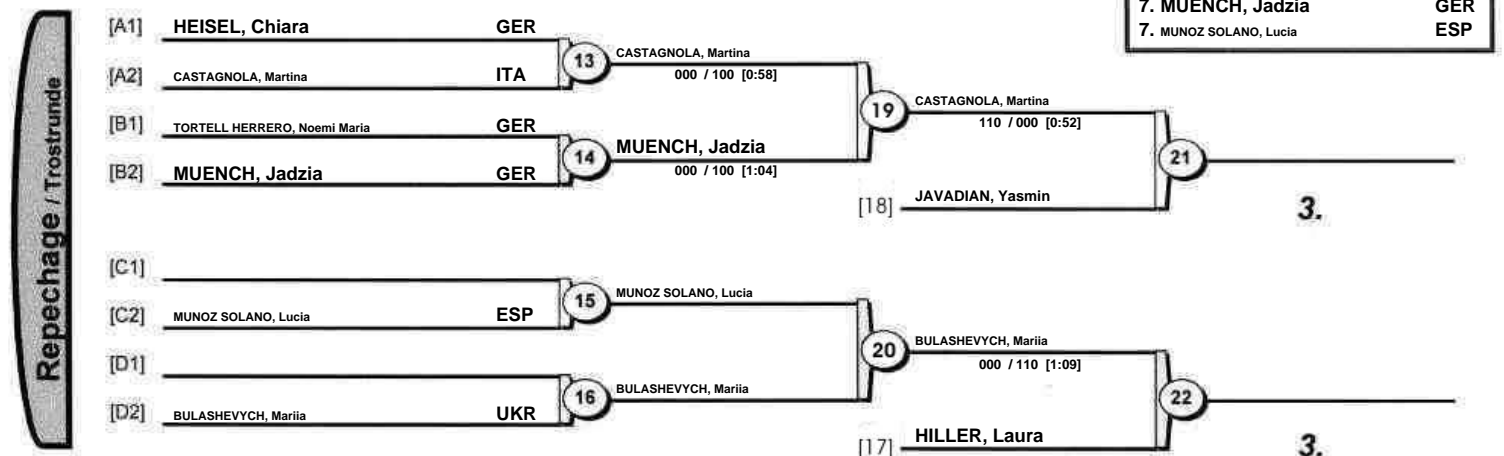 7. MUENCH, Jadzia GER
7. MUNOZ SOLANO, Lucia ESP
Repechage / Trostrunde
[A1] HEISEL, Chiara GER
[A2] CASTAGNOLA, Martina ITA
13 CASTAGNOLA, Martina
000 / 100 [0:58]
[B1] TORTELL HERRERO, Noemi Maria GER
[B2] MUENCH, Jadzia GER
14 MUENCH, Jadzia
000 / 100 [1:04]
19 CASTAGNOLA, Martina
110 / 000 [0:52]
[18] JAVADIAN, Yasmin
21
3.
[C1]
[C2] MUNOZ SOLANO, Lucia ESP
15 MUNOZ SOLANO, Lucia
[D1]
[D2] BULASHEVYCH, Mariia UKR
16 BULASHEVYCH, Mariia
20 BULASHEVYCH, Mariia
000 / 110 [1:09]
[17] HILLER, Laura
22
3.